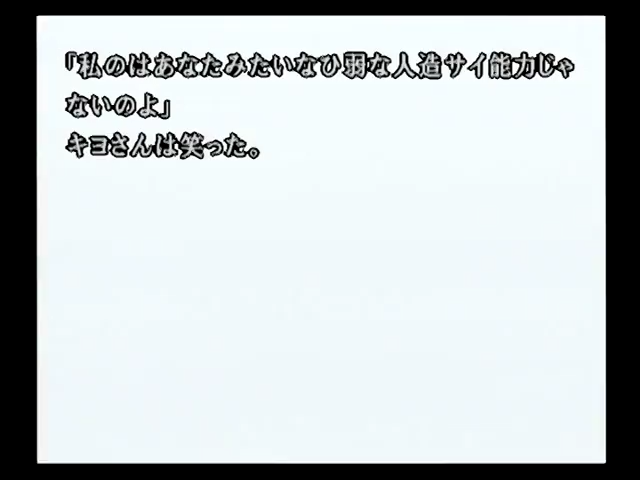 「私のはあなたみたいなひ弱な人造サイ能力じゃ
ないのよ」
キヨさんは笑った。